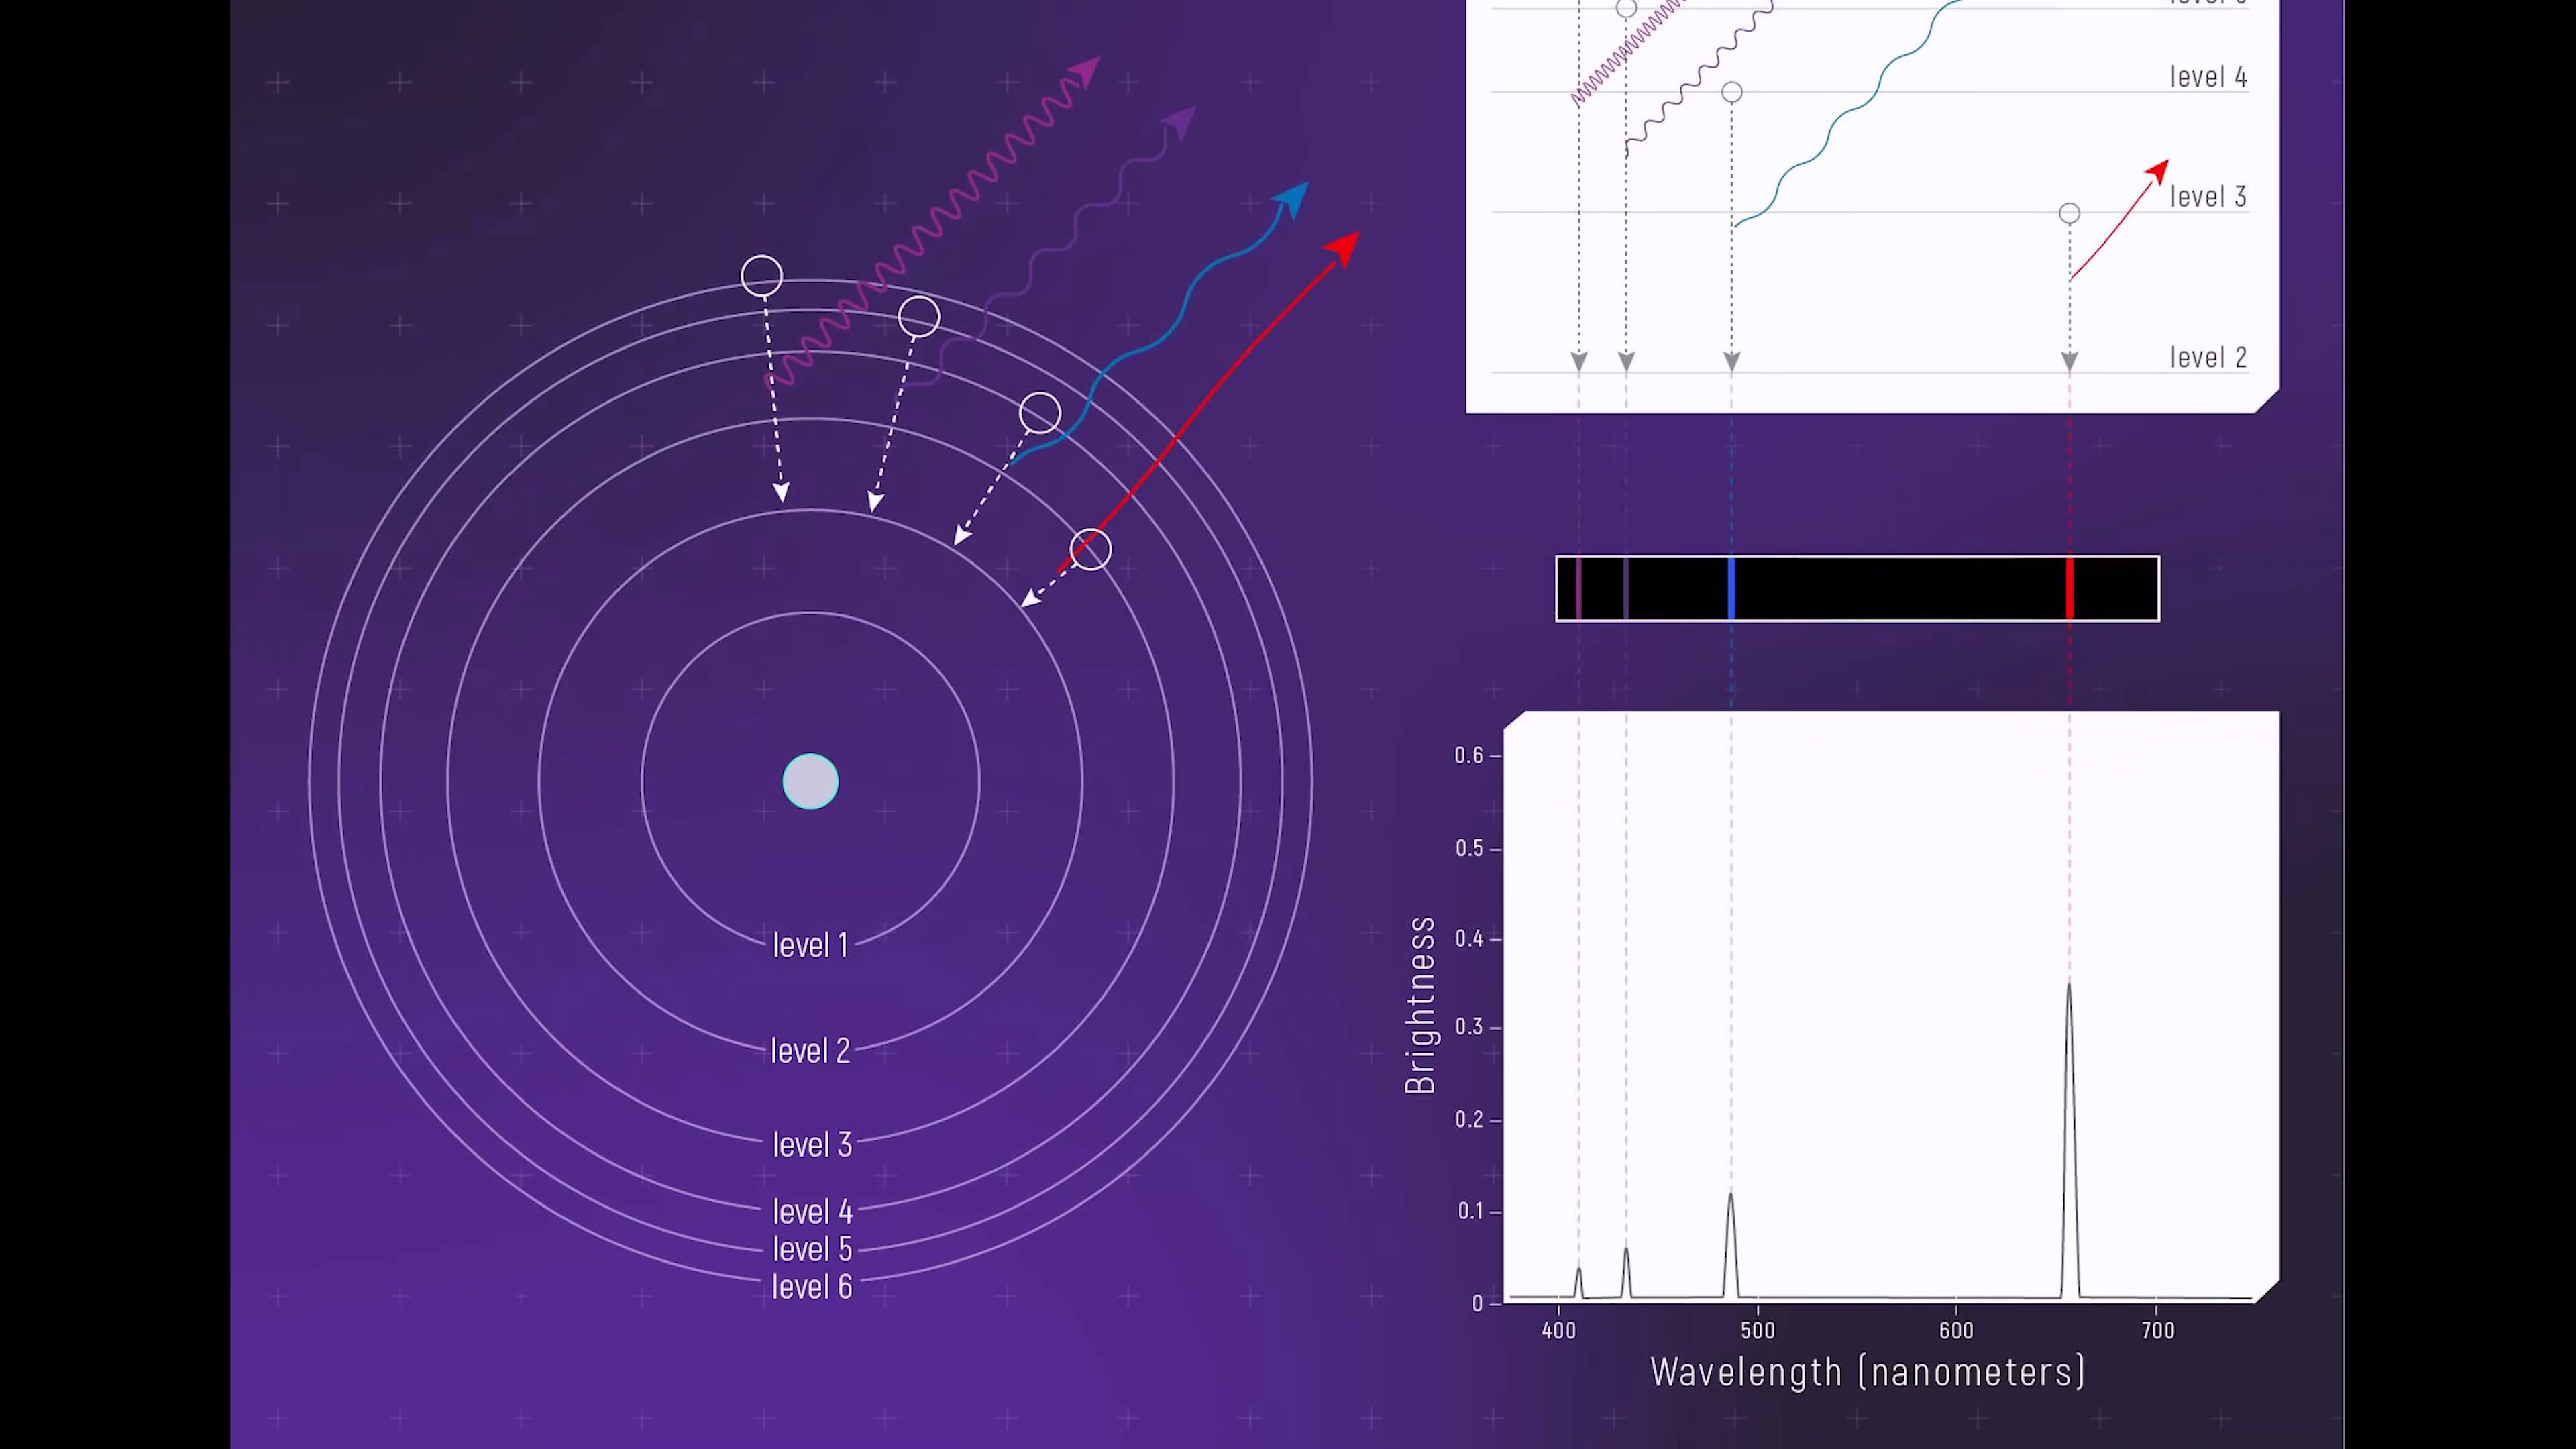 level 4
level 3
level 2
level 1
level 2
level 3
level 4
level 5
level 6
0.6
0.5
0.4
0.3
0.2
0.1
0
Brightness
400 500 600 700
Wavelength (nanometers)